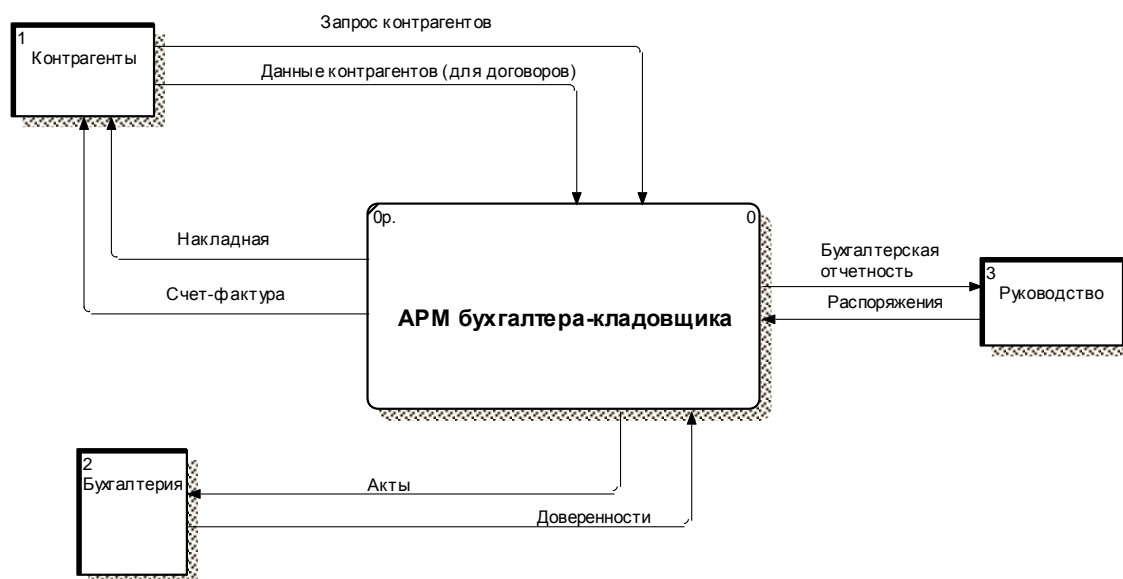 Запрос контрагентов
1
Контрагенты
Данные контрагентов (для договоров)
0р.
0
Накладная
Счет-фактура
АРМ бухгалтера-кладовщика
Бухгалтерская
отчетность
Распоряжения
3
Руководство
2
Бухгалтерия
Акты
Доверенности